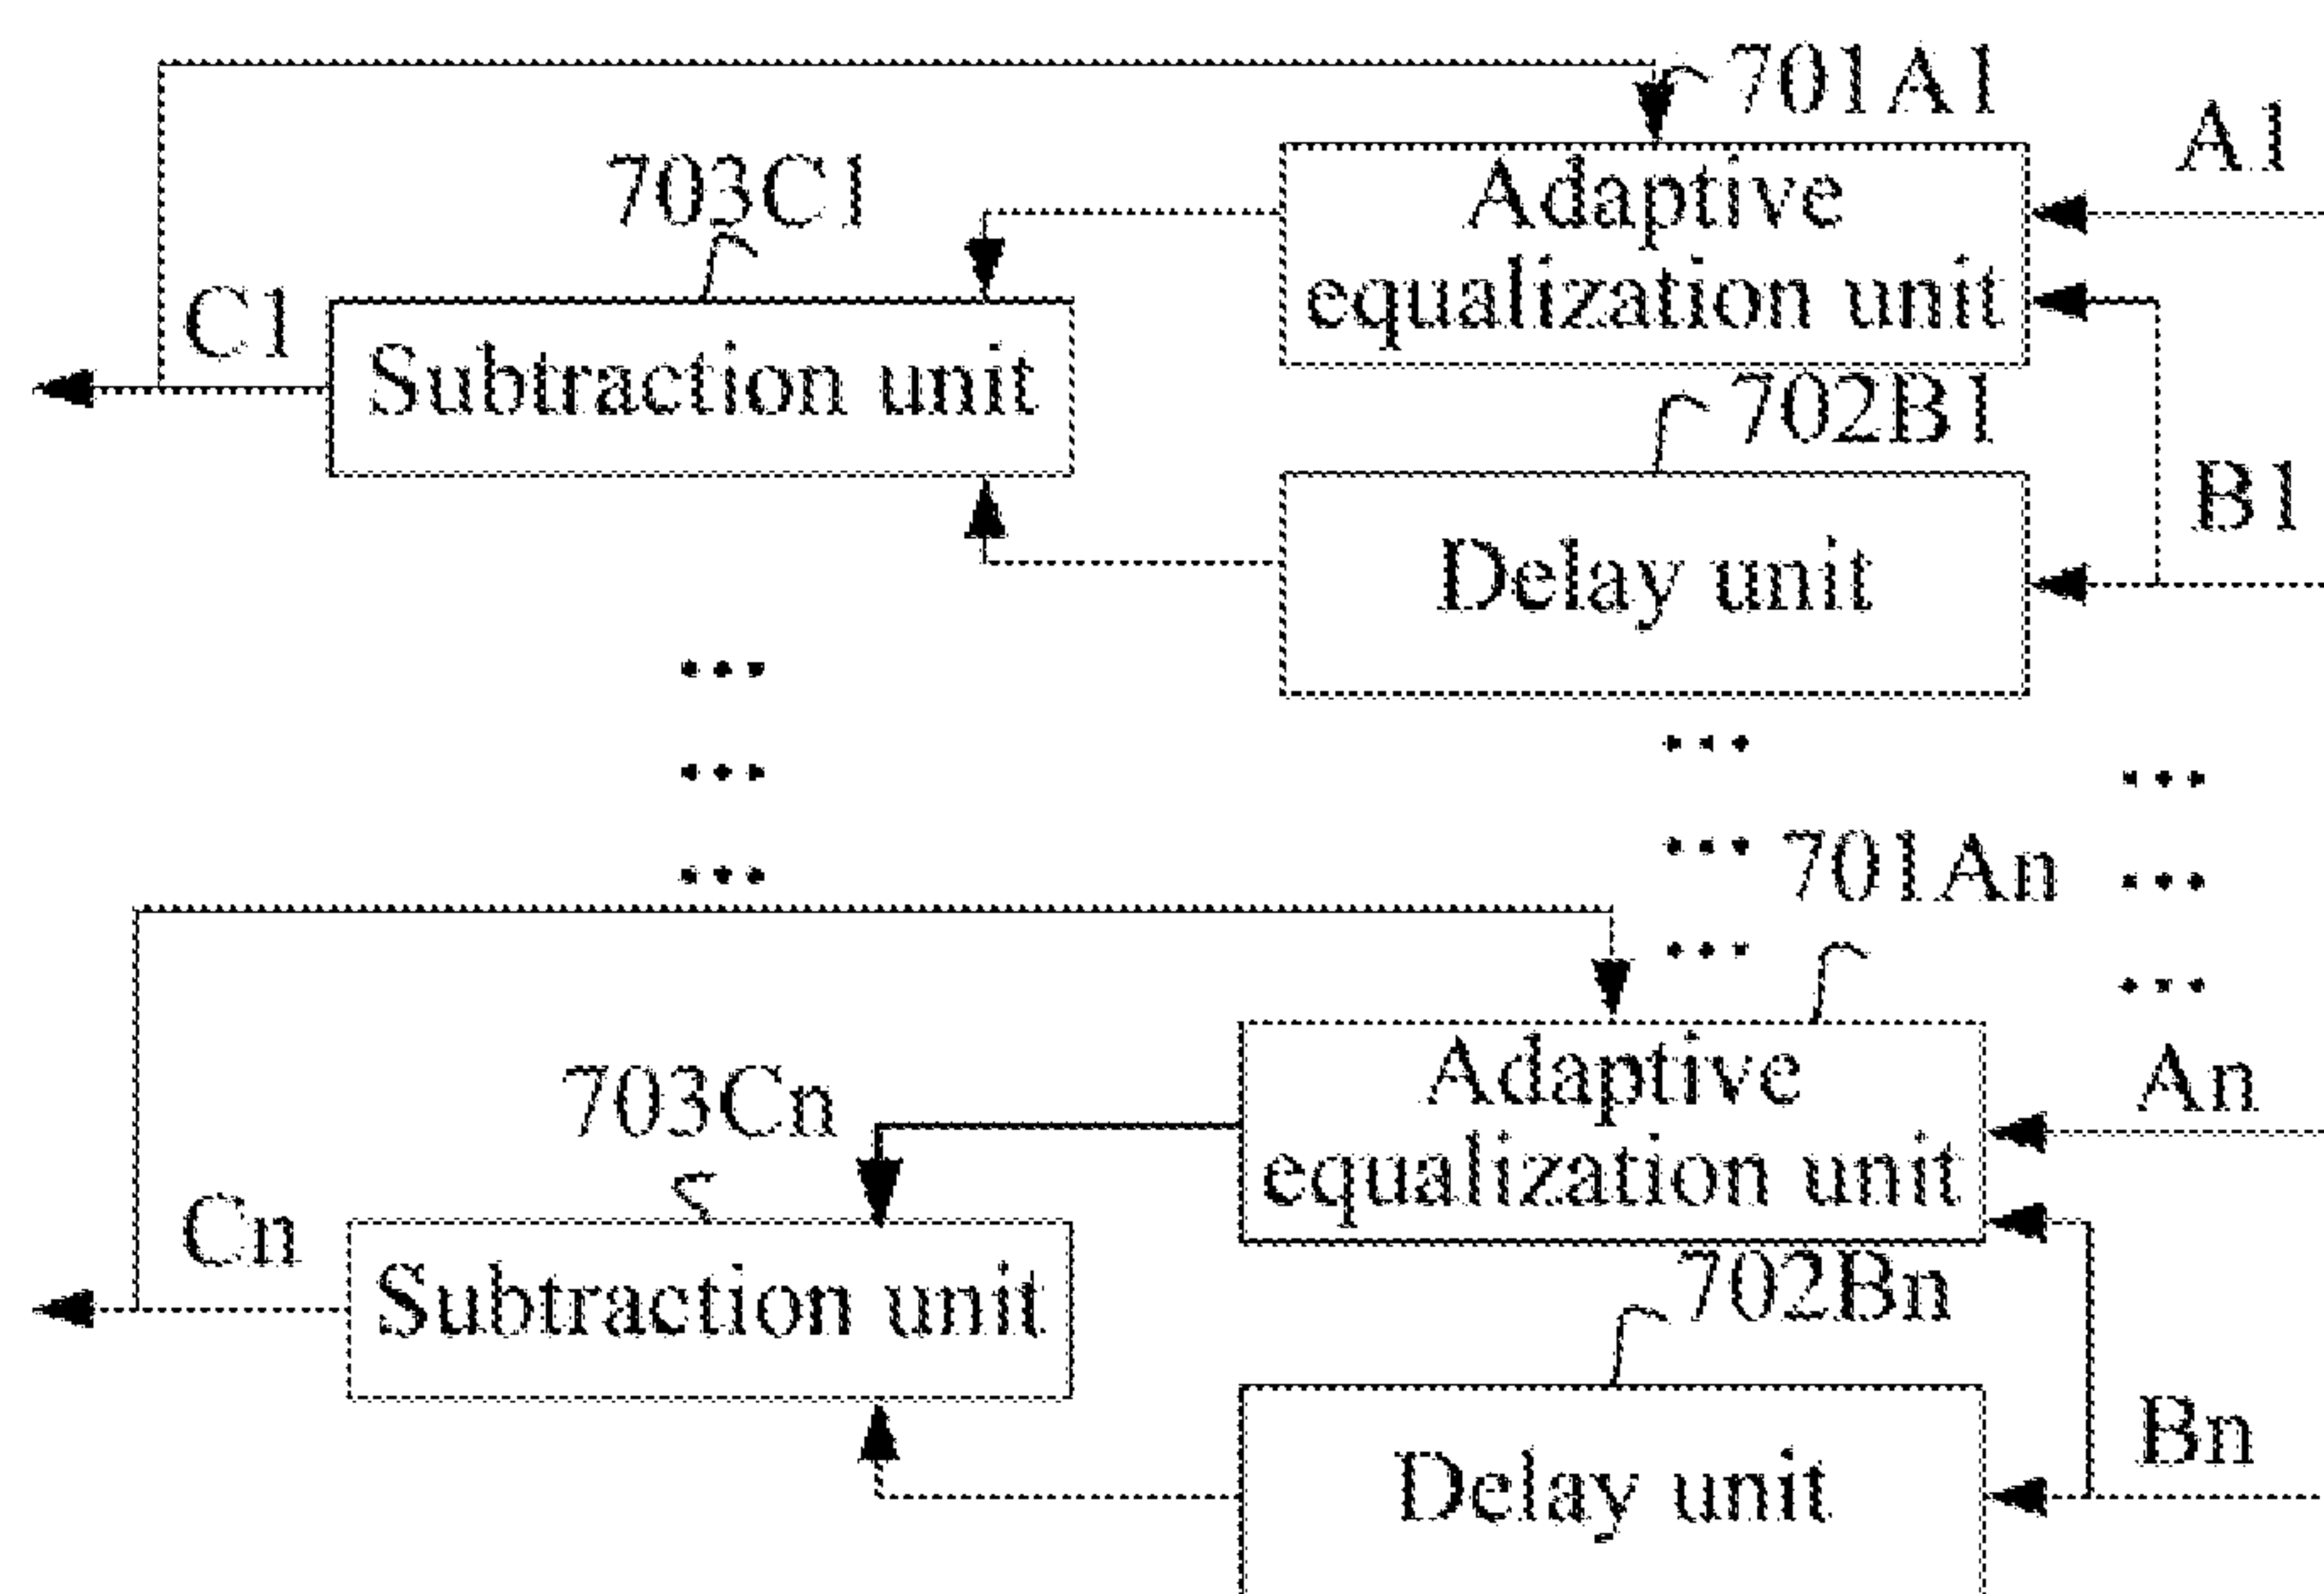 701A1
A1
703C1
Adaptive
equalization unit
C1
Subtraction unit
702B1
B1
Delay unit
...
...
...
...
...
701An
...
...
...
...
703Cn
Adaptive
equalization unit
An
Cn
Subtraction unit
702Bn
Bn
Delay unit